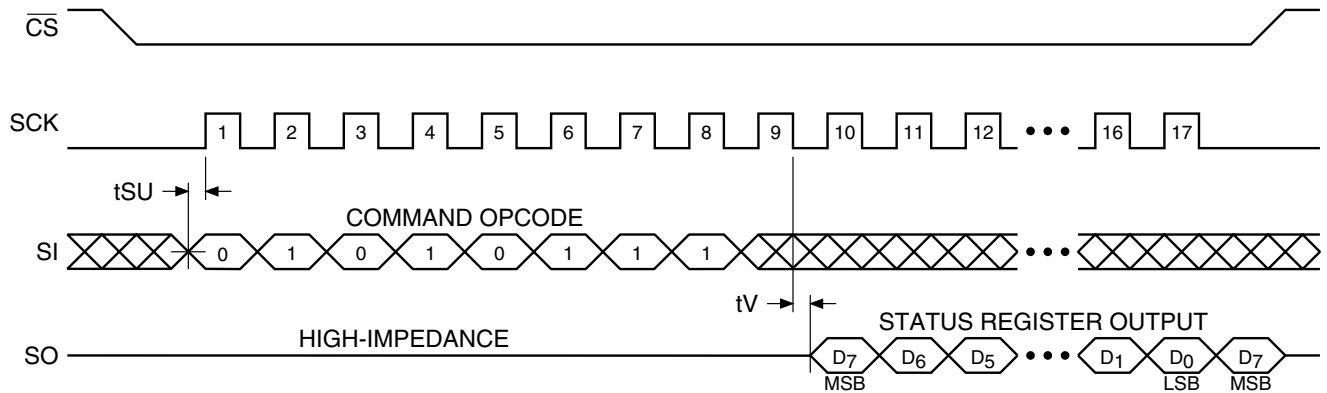 CS
SCK 1 2 3 4 5 6 7 8 9 10 11 12 ••• 16 17
tSU
COMMAND OPCODE
SI 0 1 0 1 0 1 1 1 •••
tV
HIGH-IMPEDANCE STATUS REGISTER OUTPUT
SO D7 D6 D5 ••• D1 D0 D7
MSB LSB MSB